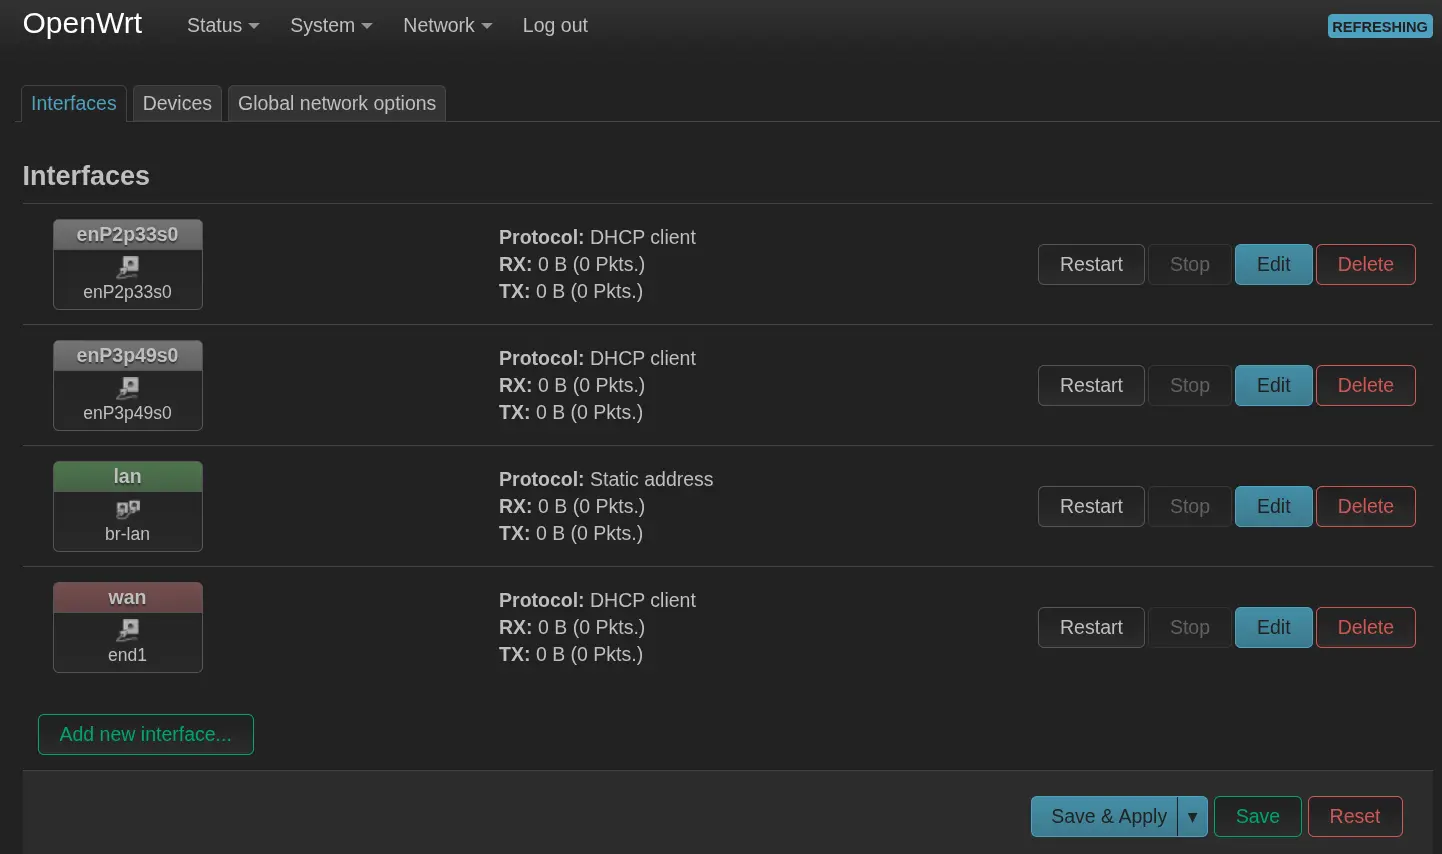 OpenWrt Status System Network Log out REFRESHING
Interfaces Devices Global network options
Interfaces
enP2p33s0
enP2p33s0
Protocol: DHCP client
RX: 0 B (0 Pkts.)
TX: 0 B (0 Pkts.)
Restart Stop Edit Delete
enP3p49s0
enP3p49s0
Protocol: DHCP client
RX: 0 B (0 Pkts.)
TX: 0 B (0 Pkts.)
Restart Stop Edit Delete
lan
br-lan
Protocol: Static address
RX: 0 B (0 Pkts.)
TX: 0 B (0 Pkts.)
Restart Stop Edit Delete
wan
end1
Protocol: DHCP client
RX: 0 B (0 Pkts.)
TX: 0 B (0 Pkts.)
Restart Stop Edit Delete
Add new interface...
Save & Apply ▼ Save Reset